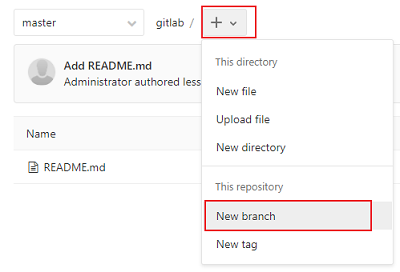 master
gitlab / +
This directory
Add README.md
Administrator authored less
New file
Upload file
New directory
Name
README.md
This repository
New branch
New tag